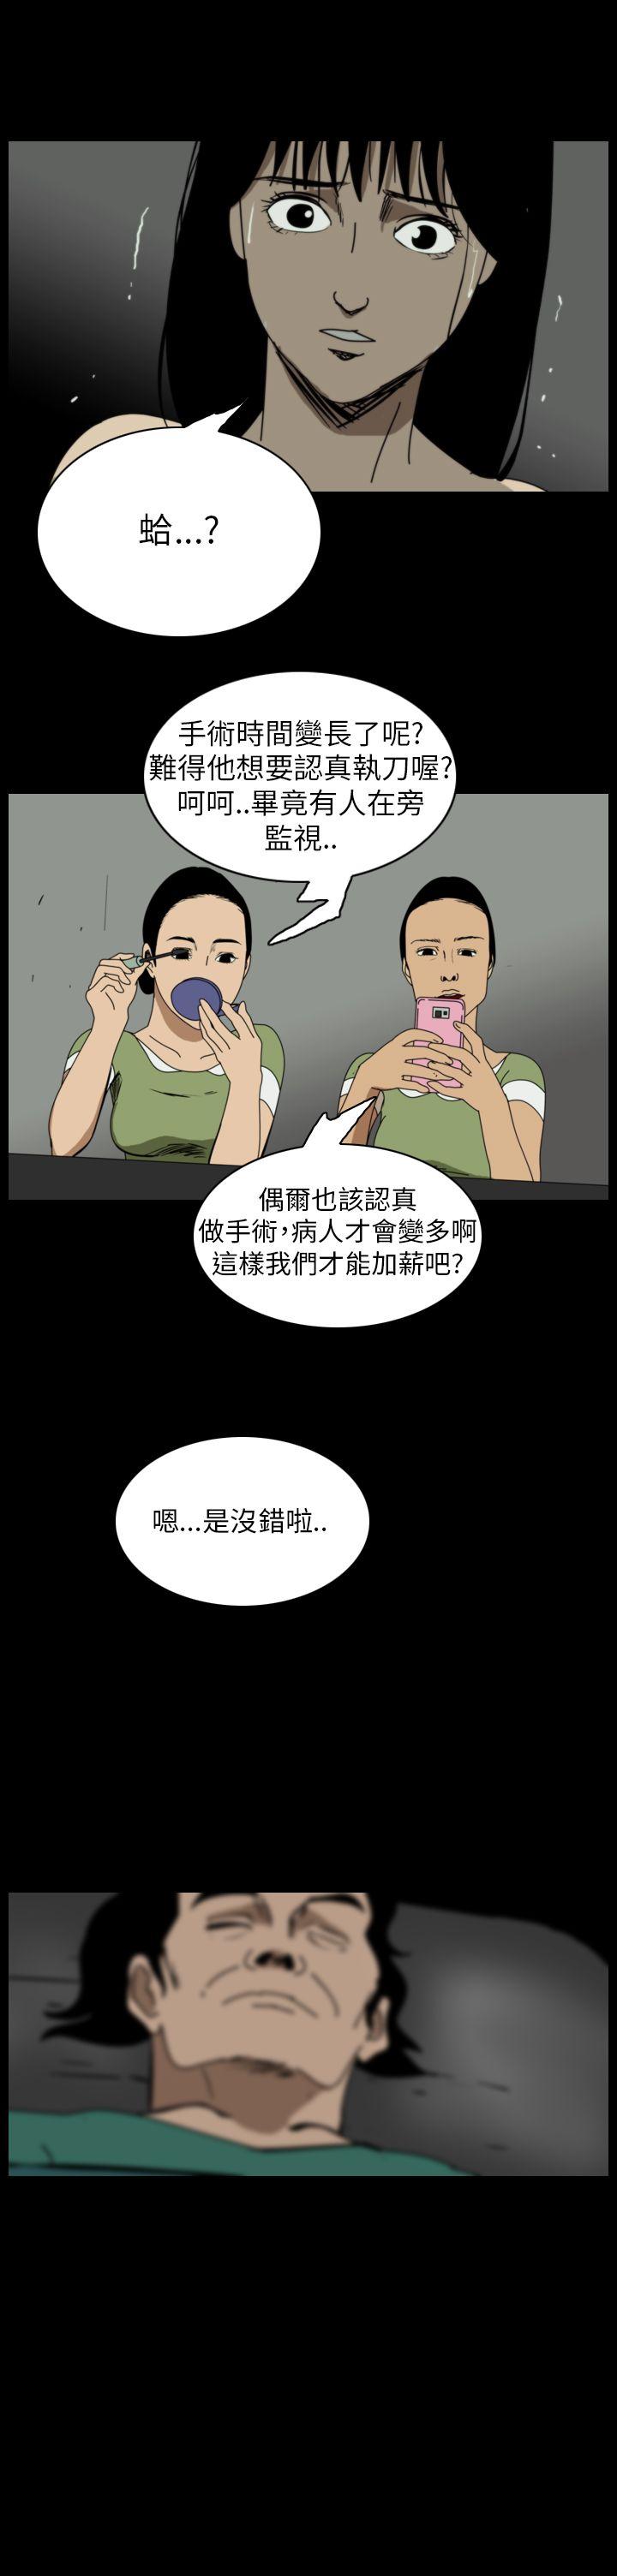 蛤...?
手術時間變長了呢?
難得他想要認真執刀喔?
呵呵..畢竟有人在旁
監視..
偶爾也該認真
做手術,病人才會變多啊
這樣我們才能加薪吧?
嗯...是沒錯啦..